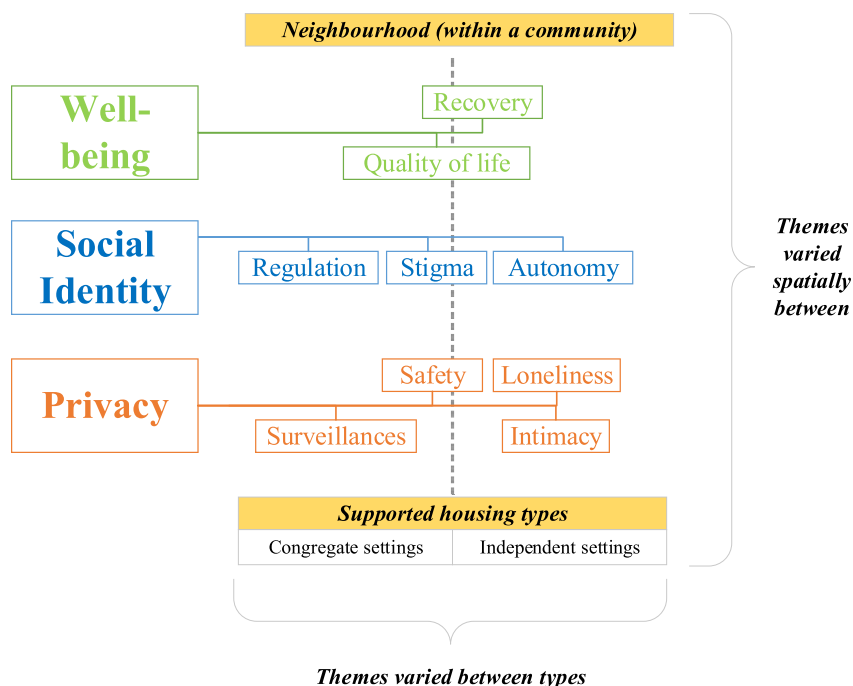 Neighbourhood (within a community)
Well-
being
Recovery
Quality of life
Social
Identity
Regulation
Stigma
Autonomy
Themes
varied
spatially
between
Privacy
Safety
Loneliness
Surveillances
Intimacy
Supported housing types
Congregate settings
Independent settings
Themes varied between types